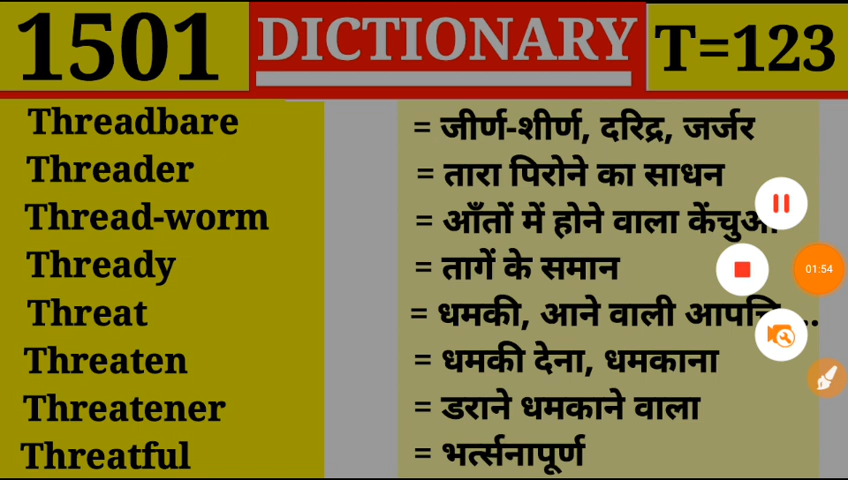 1501 DICTIONARY T=123
Threadbare = जीर्ण-शीर्ण, दरिद्र, जर्जर
Threader = तारा पिरोने का साधन
Thread-worm = आँतों में होने वाला
Thready = तागें के समान
Threat = धमकी, आने वाली
Threaten = धमकी देना, धमकाना
Threatener = डराने धमकाने वाला
Threatful = भर्त्सनापूर्ण
01.54